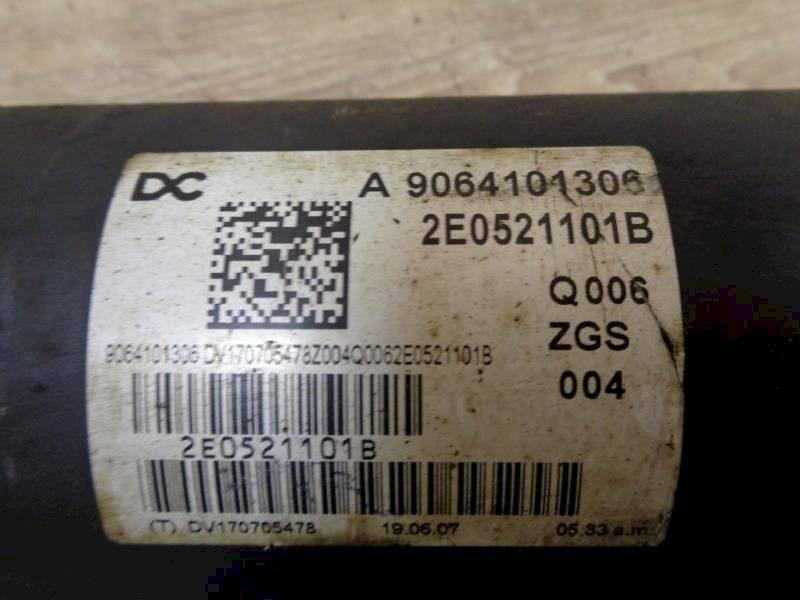 DC A 9064101306
2E0521101B
Q006
ZGS
004
9064101306 DV170705478Z004Q0062E0521101B
2E0521101B
(T) DV170705478 19.06.07 05.33 a.m.